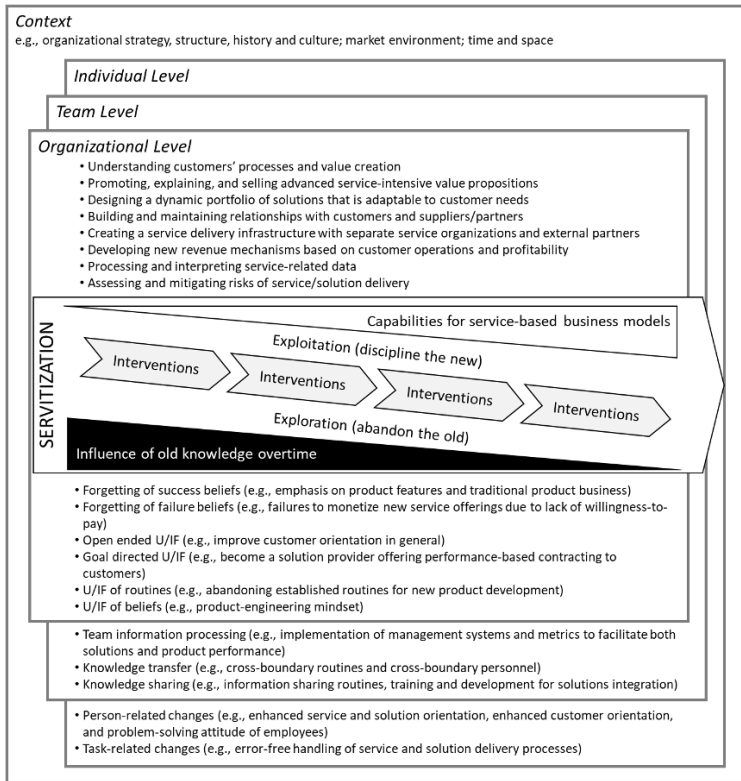 Context
e.g., organizational strategy, structure, history and culture; market environment; time and space
Individual Level
Team Level
Organizational Level
• Understanding customers' processes and value creation
• Promoting, explaining, and selling advanced service-intensive value propositions
• Designing a dynamic portfolio of solutions that is adaptable to customer needs
• Building and maintaining relationships with customers and suppliers/partners
• Creating a service delivery infrastructure with separate service organizations and external partners
• Developing new revenue mechanisms based on customer operations and profitability
• Processing and interpreting service-related data
• Assessing and mitigating risks of service/solution delivery
SERVITIZATION
Capabilities for service-based business models
Exploitation (discipline the new)
Interventions
Interventions
Interventions
Interventions
Exploration (abandon the old)
Influence of old knowledge overtime
• Forgetting of success beliefs (e.g., emphasis on product features and traditional product business)
• Forgetting of failure beliefs (e.g., failures to monetize new service offerings due to lack of willingness-to-
pay)
• Open ended U/IF (e.g., improve customer orientation in general)
• Goal directed U/IF (e.g., become a solution provider offering performance-based contracting to
customers)
• U/IF of routines (e.g., abandoning established routines for new product development)
• U/IF of beliefs (e.g., product-engineering mindset)
• Team information processing (e.g., implementation of management systems and metrics to facilitate both
solutions and product performance)
• Knowledge transfer (e.g., cross-boundary routines and cross-boundary personnel)
• Knowledge sharing (e.g., information sharing routines, training and development for solutions integration)
• Person-related changes (e.g., enhanced service and solution orientation, enhanced customer orientation,
and problem-solving attitude of employees)
• Task-related changes (e.g., error-free handling of service and solution delivery processes)